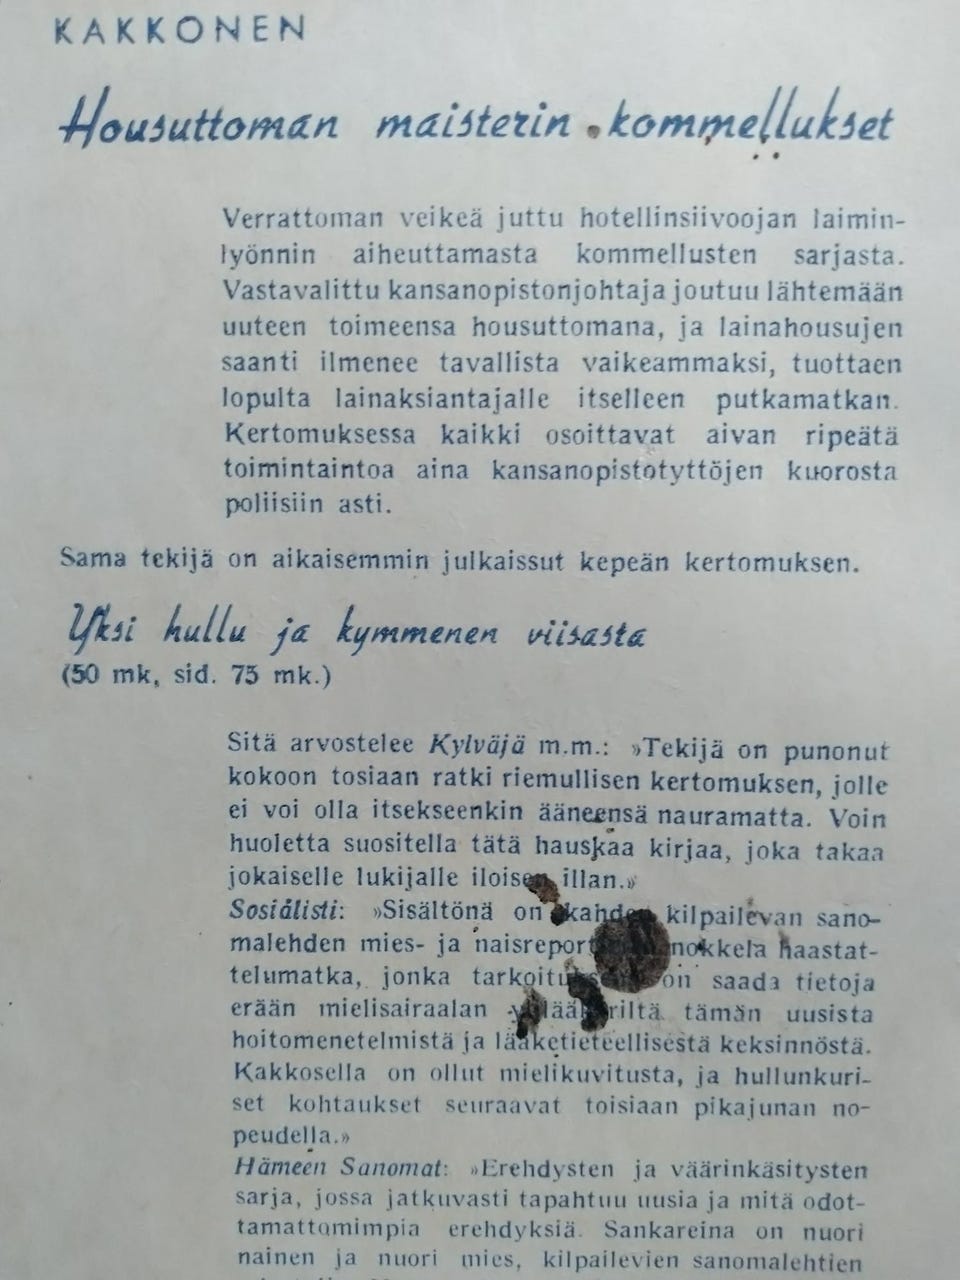 KAKKONEN
Housuttoman maisterin kommellukset
Verrattoman veikeä juttu hotellinsiivoojan laimin-
lyönnin aiheuttamasta kommellusten sarjasta.
Vastavalittu kansanopistonjohtaja joutuu lähtemään
uuteen toimeensa housuttomana, ja lainahousujen
saanti ilmenee tavallista vaikeammaksi, tuottaen
lopulta lainaksiantajalle itselleen putkamatkan.
Kertomuksessa kaikki osoittavat aivan ripeätä
toimintaintoa aina kansanopistotyttöjen kuorosta
poliisiin asti.
Sama tekijä on aikaisemmin julkaissut kepeän kertomuksen.
Yksi hullu ja kymmenen viisasta
(50 mk, sid. 75 mk.)
Sitä arvostelee Kylväjä m.m.: »Tekijä on punonut
kokoon tosiaan ratki riemullisen kertomuksen, jolle
ei voi olla itsekseenkin ääneensä nauramatta. Voin
huoletta suositella tätä hauskaa kirjaa, joka takaa
jokaiselle lukijalle iloisen illan.»
Sosialisti: »Sisältönä on kahden kilpailevan sano-
malehden mies- ja nokkela haastat-
telumatka, jonka on saada tietoja
erään mielisairaalan tämän uusista
hoitomenetelmistä ja lääketieteellisestä keksinnöstä.
Kakkosella on ollut mielikuvitusta, ja hullunkuri-
set kohtaukset seuraavat toisiaan pikajunan no-
peudella.»
Hämeen Sanomat: »Erehdysten ja väärinkäsitysten
sarja, jossa jatkuvasti tapahtuu uusia ja mitä odot-
tamattomimpia erehdyksiä. Sankareina on nuori
nainen ja nuori mies, kilpailevien sanomalehtien